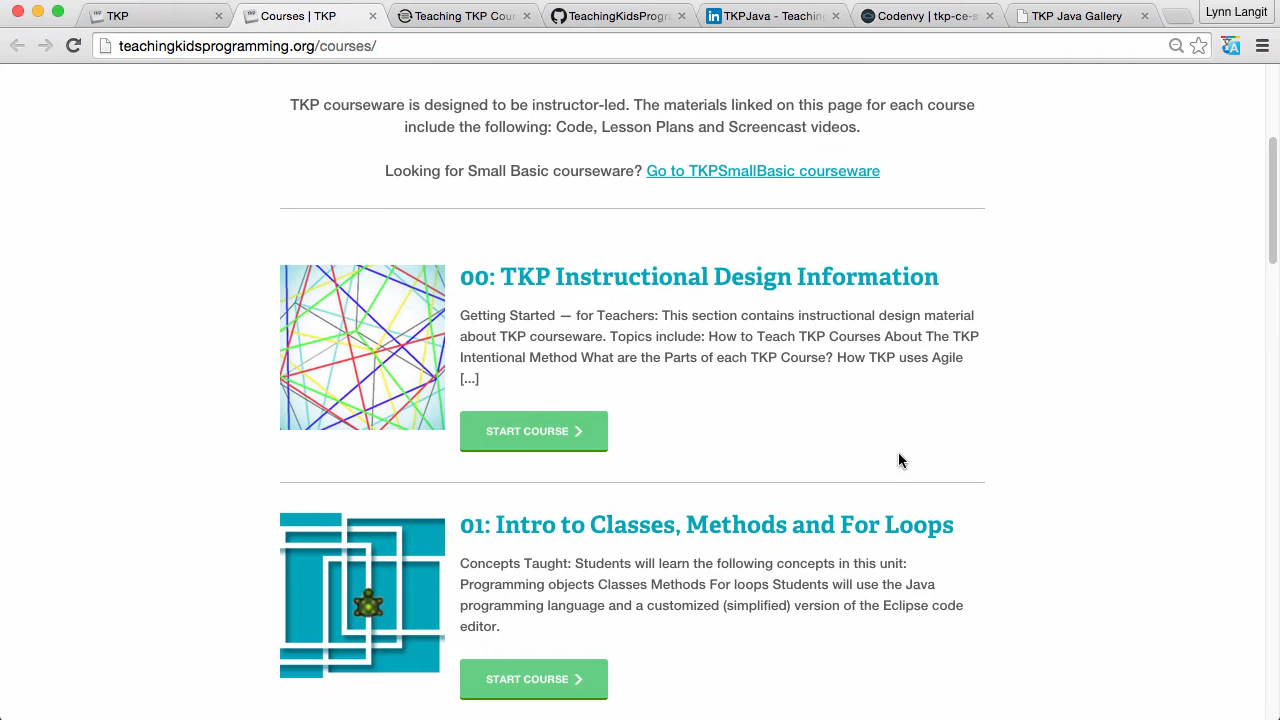 TKP
Courses | TKP
Teaching TKP Cour
TeachingKidsProgr
TKPJava - Teachin
Codenvy | tkp-ce-s
TKP Java Gallery
Lynn Langit
teachingkidsprogramming.org/courses/
TKP courseware is designed to be instructor-led. The materials linked on this page for each course
include the following: Code, Lesson Plans and Screencast videos.
Looking for Small Basic courseware? Go to TKPSmallBasic courseware
00: TKP Instructional Design Information
Getting Started — for Teachers: This section contains instructional design material
about TKP courseware. Topics include: How to Teach TKP Courses About The TKP
Intentional Method What are the Parts of each TKP Course? How TKP uses Agile
[...]
START COURSE
01: Intro to Classes, Methods and For Loops
Concepts Taught: Students will learn the following concepts in this unit:
Programming objects Classes Methods For loops Students will use the Java
programming language and a customized (simplified) version of the Eclipse code
editor.
START COURSE